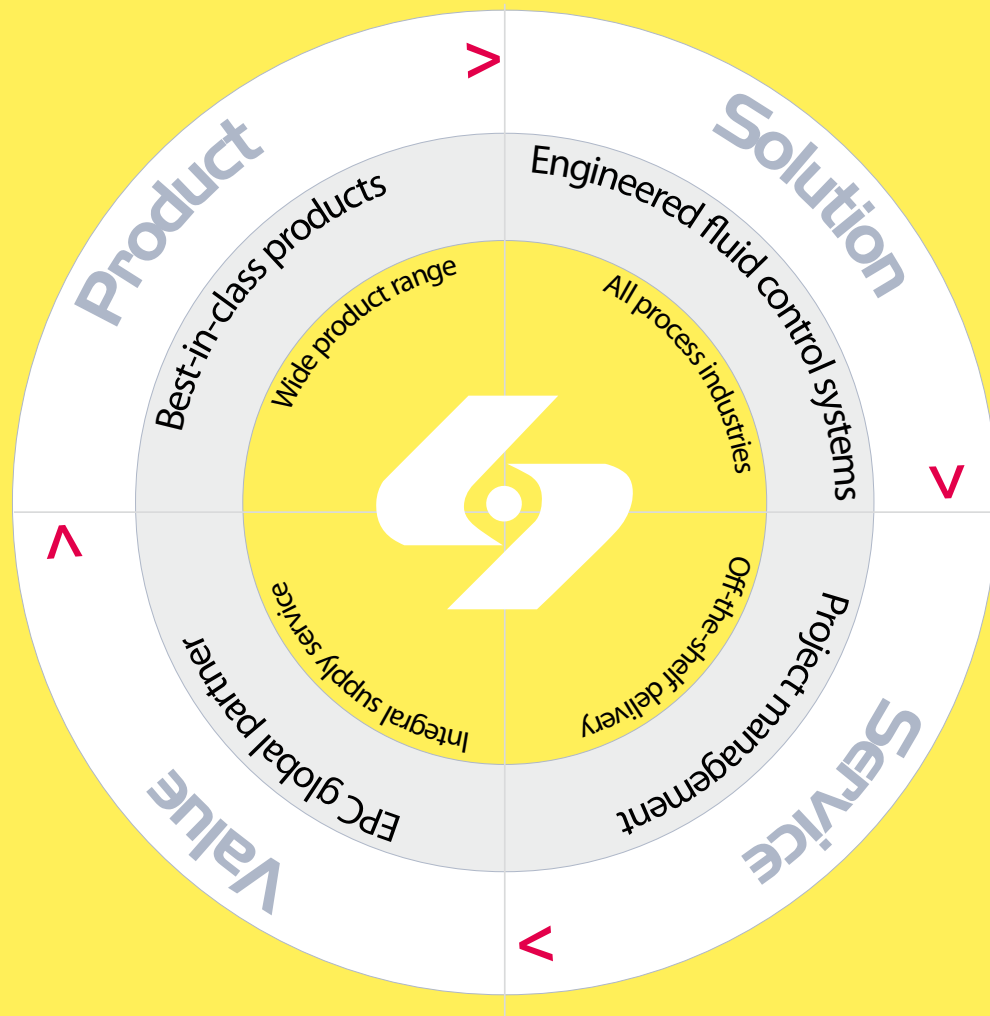 Product
Best-in-class products
Wide product range
Solution
Engineered fluid control systems
All process industries
Service
Project management
Off-the-shelf delivery
Value
EPC global partner
Integral supply service